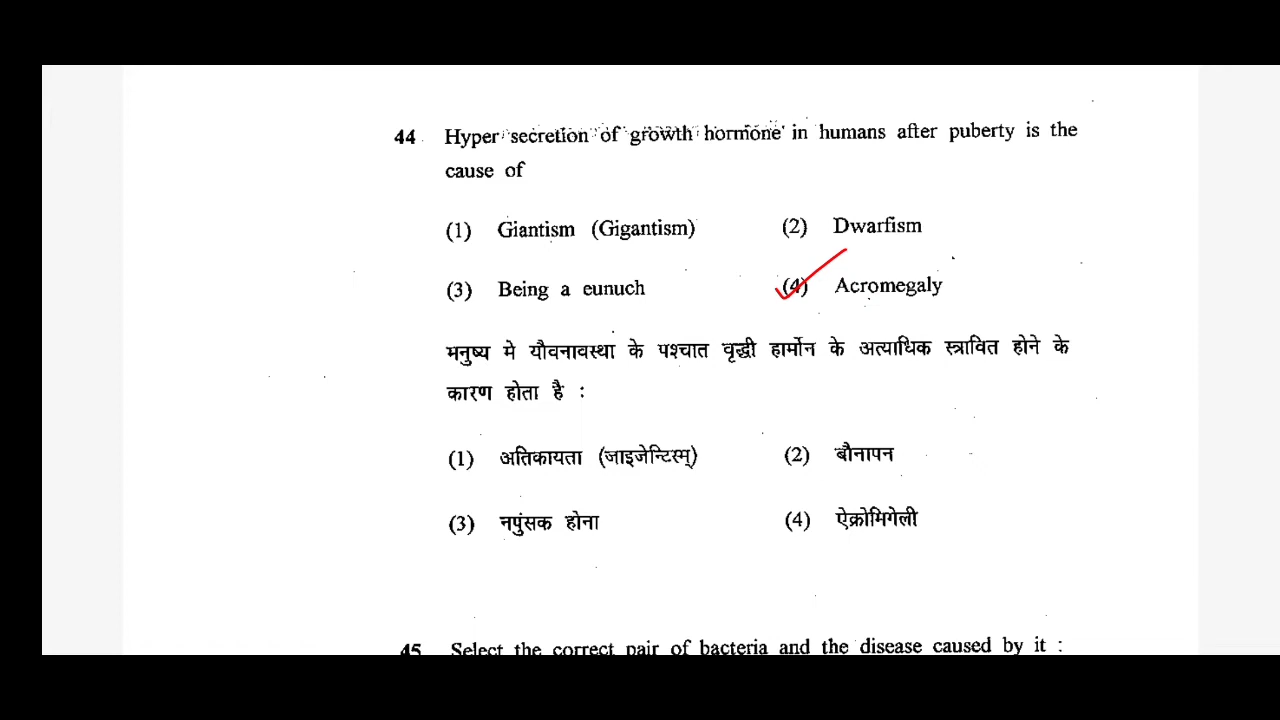 44 Hyper secretion of growth hormone in humans after puberty is the
cause of
(1) Giantism (Gigantism) (2) Dwarfism
(3) Being a eunuch (4) Acromegaly
मनुष्य मे यौवनावस्था के पश्चात वृद्धी हार्मोन के अत्याधिक स्त्रावित होने के
कारण होता है :
(1) अतिकायता (जाइजेन्टिस्म्) (2) बौनापन
(3) नपुंसक होना (4) ऐक्रोमिगेली
45 Select the correct pair of bacteria and the disease caused by it :